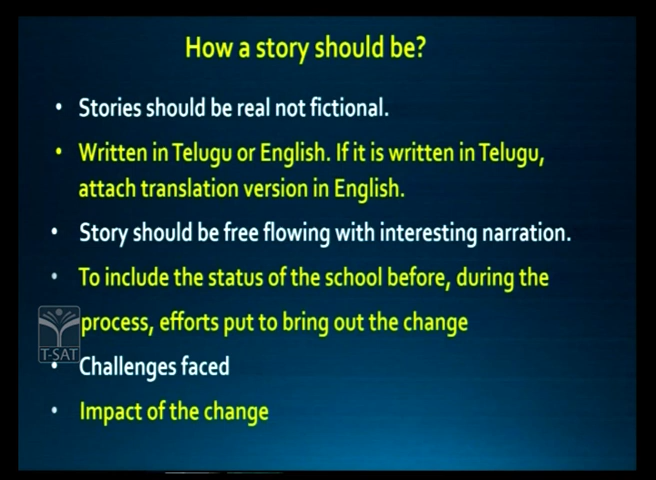 How a story should be?
• Stories should be real not fictional.
• Written in Telugu or English. If it is written in Telugu,
attach translation version in English.
• Story should be free flowing with interesting narration.
• To include the status of the school before, during the
process, efforts put to bring out the change
T-SAT
• Challenges faced
• Impact of the change